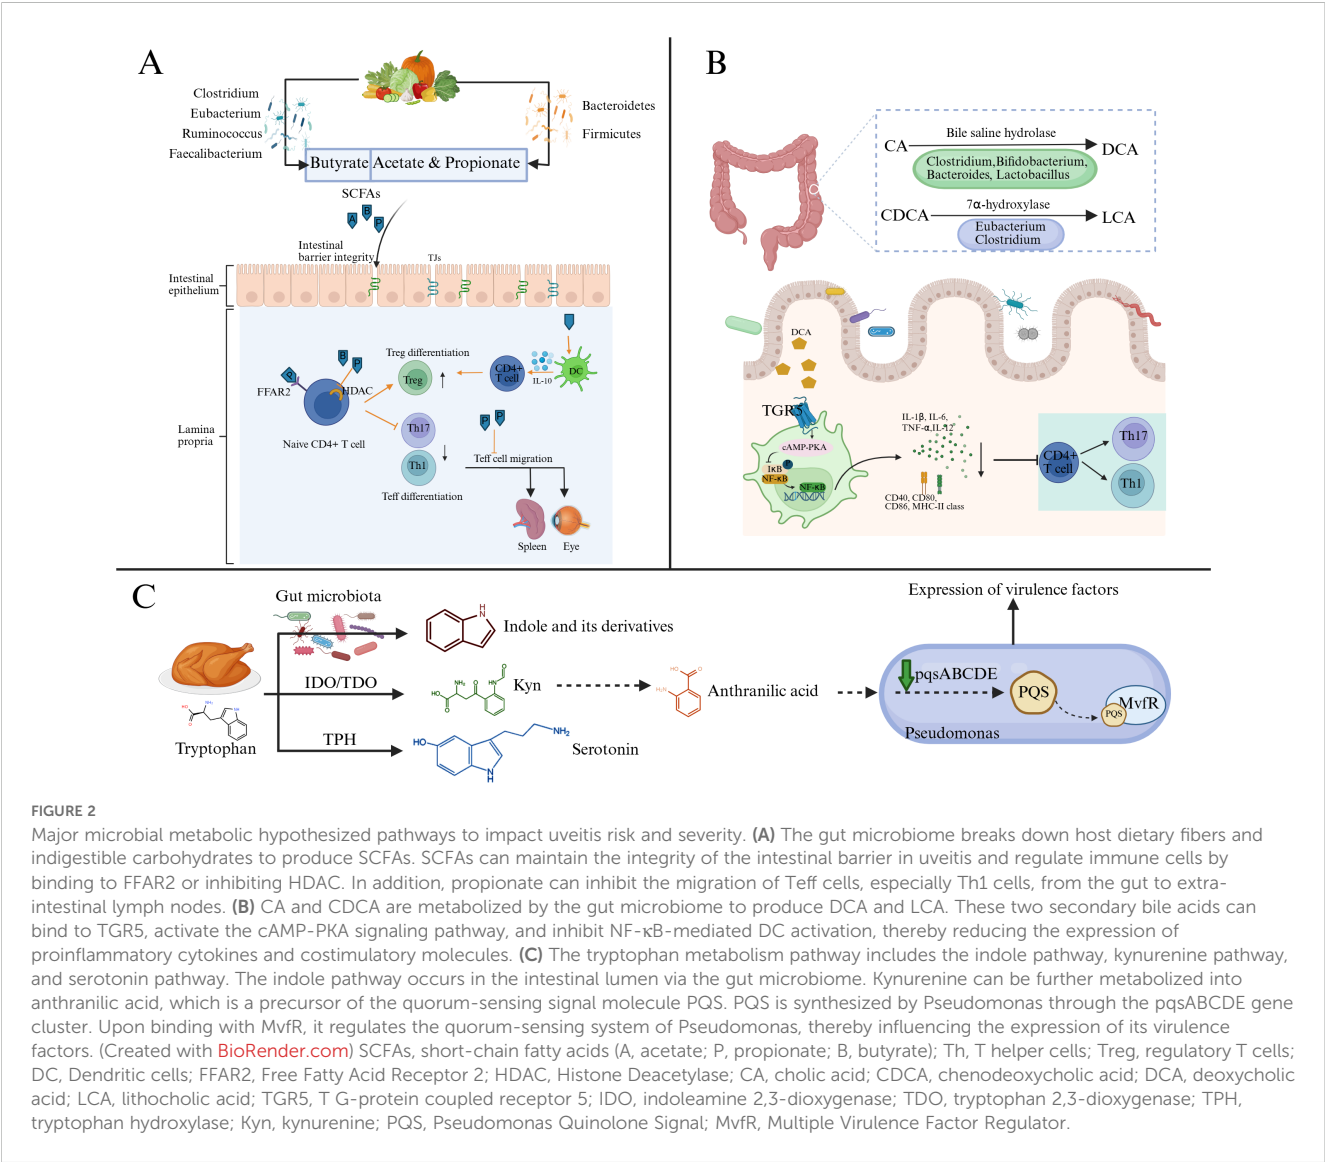 A
Clostridium
Eubacterium
Ruminococcus
Faecalibacterium
Bacteroidetes
Firmicutes
Butyrate
Acetate & Propionate
SCFAs
A
B
P
Intestinal
barrier integrity
TJs
Intestinal
epithelium
Lamina
propria
B
P
FFAR2
HDAC
Naive CD4+ T cell
Treg differentiation
Treg
CD4+
T cell
IL-10
DC
Th17
Th1
Teff differentiation
P
P
Teff cell migration
Spleen
Eye
B
CA
Bile saline hydrolase
DCA
Clostridium,Bifidobacterium,
Bacteroides, Lactobacillus
CDCA
7α-hydroxylase
LCA
Eubacterium
Clostridium
DCA
TGR5
cAMP-PKA
P
IκB
NF-κB
NF-κB
IL-1β, IL-6,
TNF-α,IL-12
CD40, CD80,
CD86, MHC-II class
CD4+
T cell
Th17
Th1
C
Gut microbiota
Indole and its derivatives
IDO/TDO
Kyn
Anthranilic acid
TPH
Serotonin
Tryptophan
Expression of virulence factors
pqsABCDE
PQS
PQS
MvfR
Pseudomonas
H
N
HO
O
NH₂
H
N
HO
O
NH₂
O
NH
O
HO
O
H₂N
HO
NH₂
N
H
FIGURE 2
Major microbial metabolic hypothesized pathways to impact uveitis risk and severity. (A) The gut microbiome breaks down host dietary fibers and
indigestible carbohydrates to produce SCFAs. SCFAs can maintain the integrity of the intestinal barrier in uveitis and regulate immune cells by
binding to FFAR2 or inhibiting HDAC. In addition, propionate can inhibit the migration of Teff cells, especially Th1 cells, from the gut to extra-
intestinal lymph nodes. (B) CA and CDCA are metabolized by the gut microbiome to produce DCA and LCA. These two secondary bile acids can
bind to TGR5, activate the cAMP-PKA signaling pathway, and inhibit NF-κB-mediated DC activation, thereby reducing the expression of
proinflammatory cytokines and costimulatory molecules. (C) The tryptophan metabolism pathway includes the indole pathway, kynurenine pathway,
and serotonin pathway. The indole pathway occurs in the intestinal lumen via the gut microbiome. Kynurenine can be further metabolized into
anthranilic acid, which is a precursor of the quorum-sensing signal molecule PQS. PQS is synthesized by Pseudomonas through the pqsABCDE gene
cluster. Upon binding with MvfR, it regulates the quorum-sensing system of Pseudomonas, thereby influencing the expression of its virulence
factors. (Created with BioRender.com) SCFAs, short-chain fatty acids (A, acetate; P, propionate; B, butyrate); Th, T helper cells; Treg, regulatory T cells;
DC, Dendritic cells; FFAR2, Free Fatty Acid Receptor 2; HDAC, Histone Deacetylase; CA, cholic acid; CDCA, chenodeoxycholic acid; DCA, deoxycholic
acid; LCA, lithocholic acid; TGR5, T G-protein coupled receptor 5; IDO, indoleamine 2,3-dioxygenase; TDO, tryptophan 2,3-dioxygenase; TPH,
tryptophan hydroxylase; Kyn, kynurenine; PQS, Pseudomonas Quinolone Signal; MvfR, Multiple Virulence Factor Regulator.